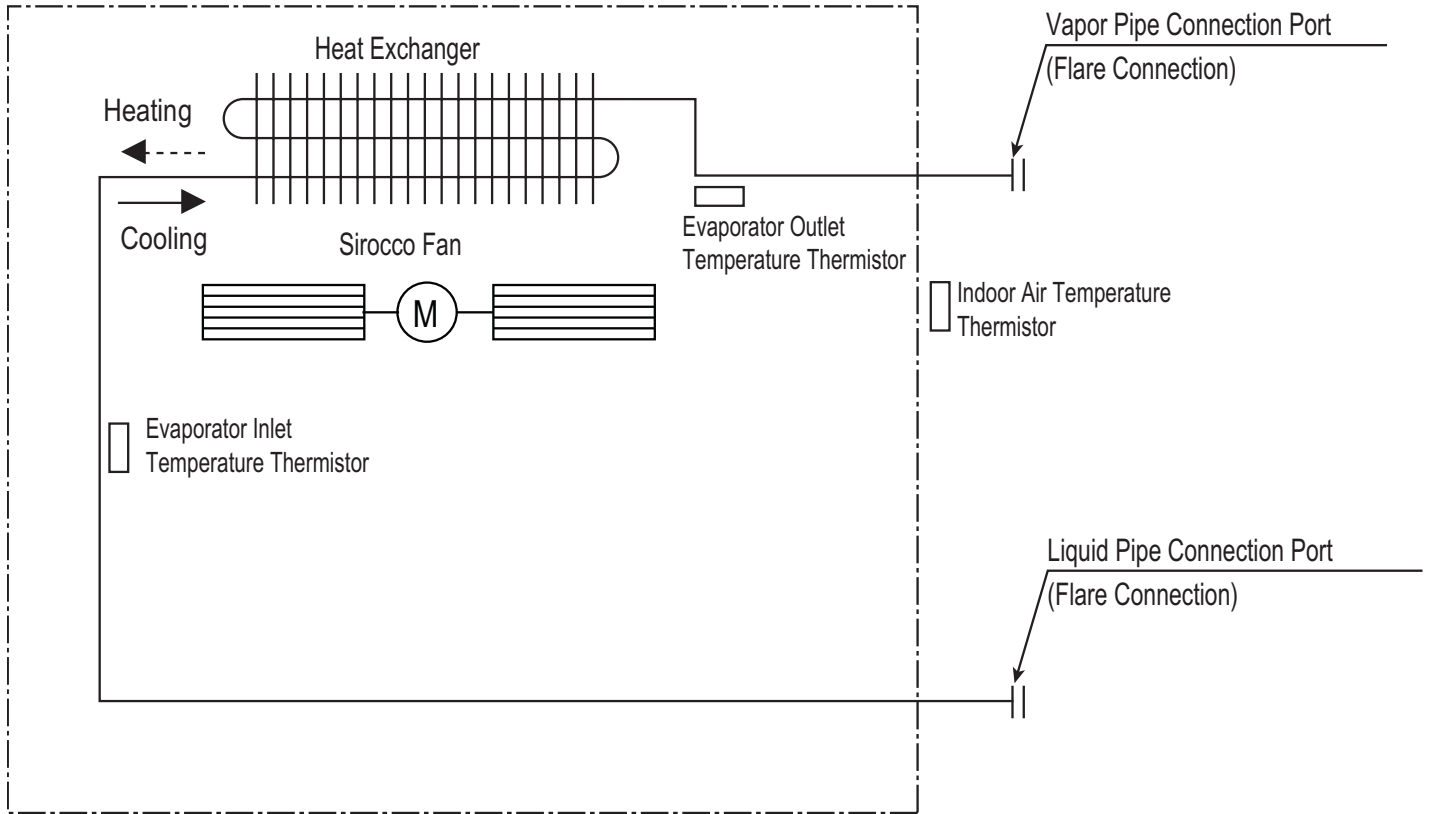 Vapor Pipe Connection Port
(Flare Connection)
Heat Exchanger
Heating
Cooling
Evaporator Outlet
Temperature Thermistor
Sirocco Fan
M
Indoor Air Temperature
Thermistor
Evaporator Inlet
Temperature Thermistor
Liquid Pipe Connection Port
(Flare Connection)